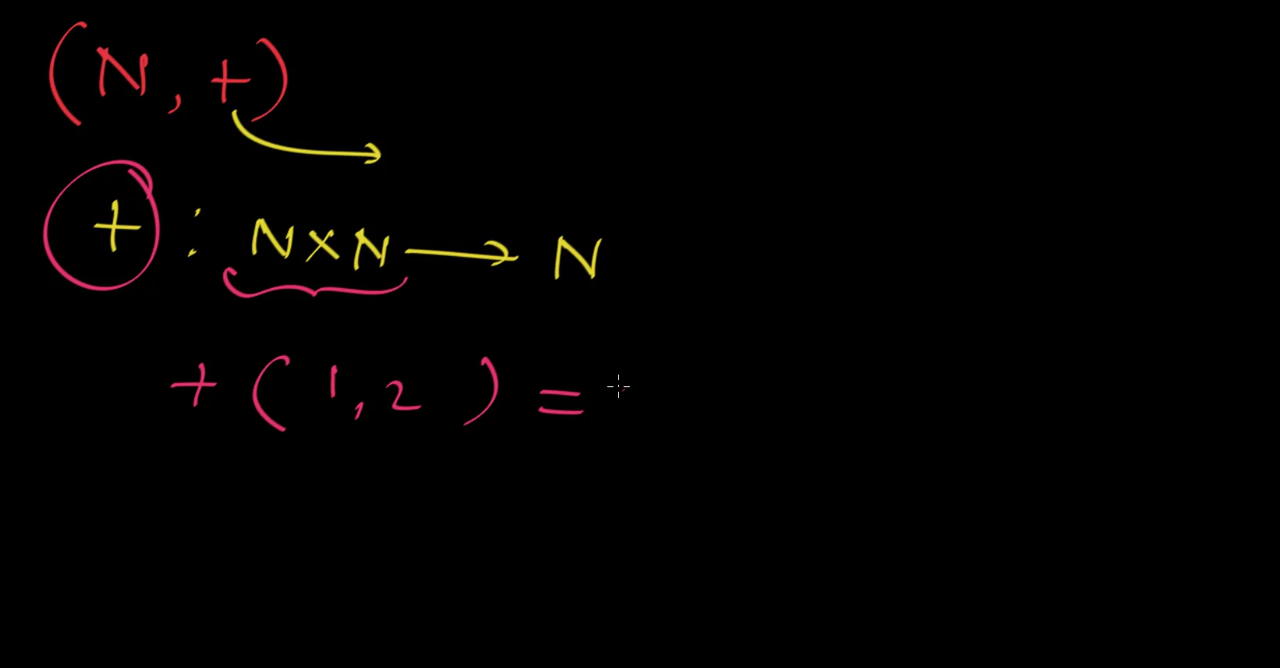 (N, +)
+ : N×N → N
+ (1, 2) =